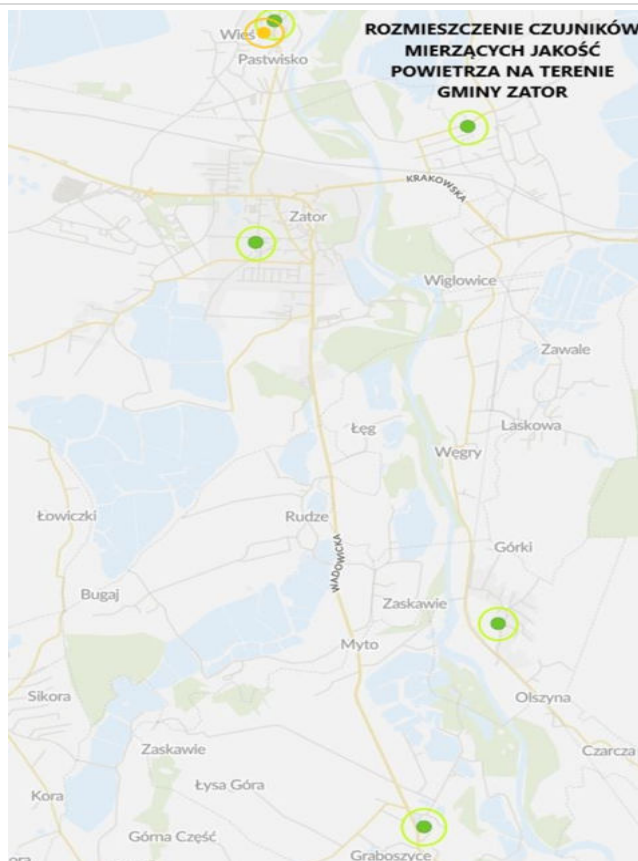 ROZMIESZCZENIE CZUJNIKÓW
MIERZĄCYCH JAKOŚĆ
POWIETRZA NA TERENIE
GMINY ZATOR
Wieś
Pastwisko
KRAKOWSKA
Zator
Wiglowice
Zawale
Łęg
Laskowa
Węgry
Łowiczki
Rudze
Górki
WADOWICKA
Bugaj
Zaskawie
Myto
Sikora
Olszyna
Zaskawie
Czarcza
Łysa Góra
Kora
Górna Część
Graboszyce